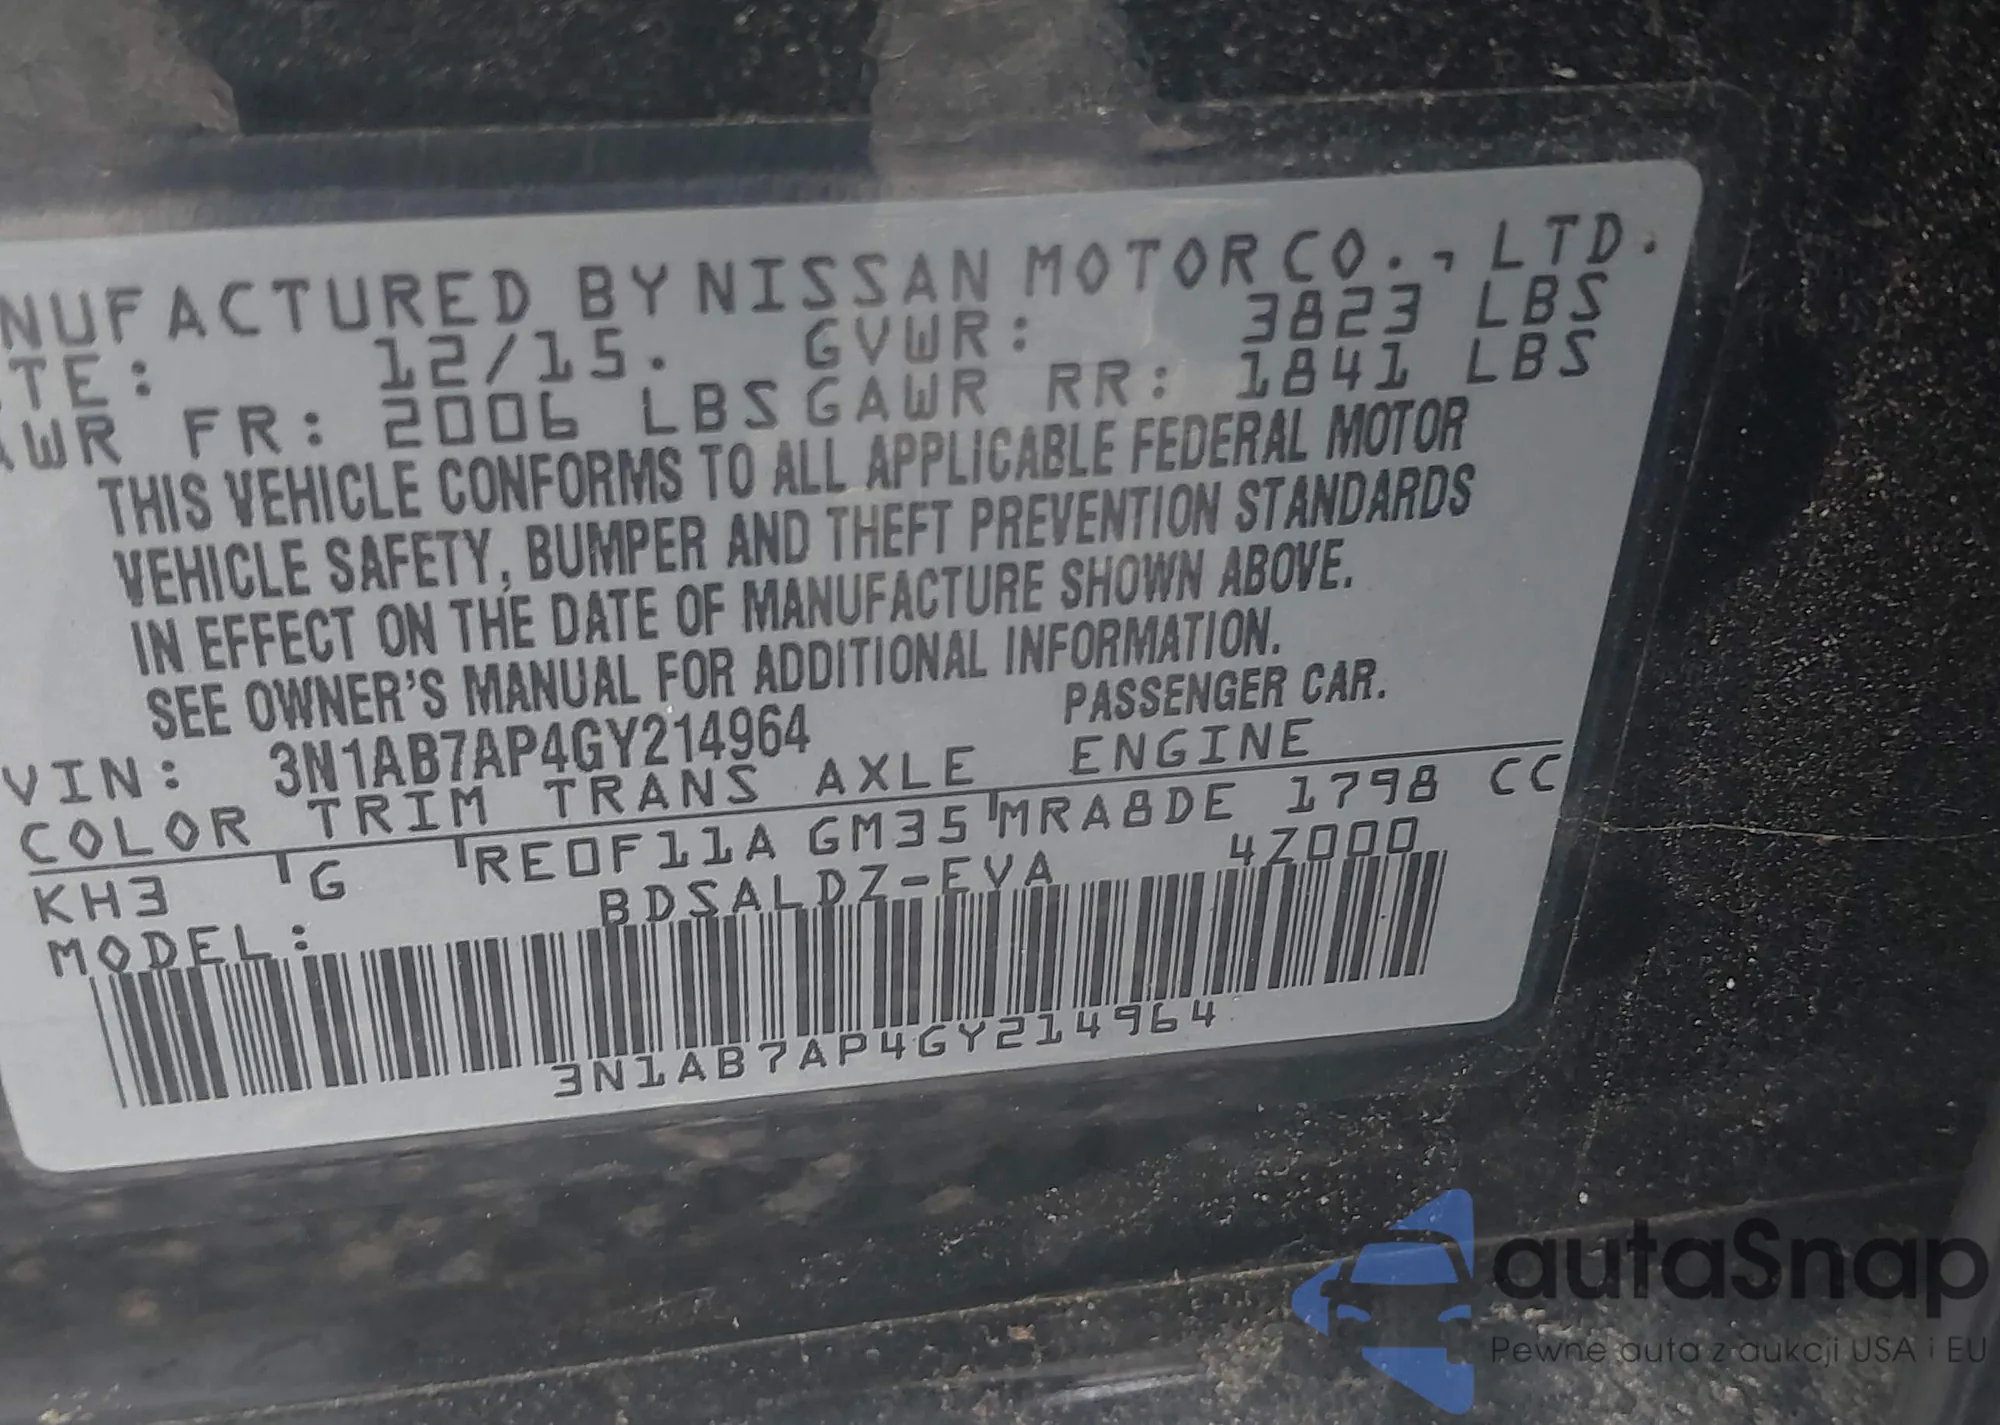 NUFACTURED BY NISSAN MOTOR CO., LTD.
TE: 12/15. GVWR: 3823 LBS
AWR FR: 2006 LBS GAWR RR: 1841 LBS
THIS VEHICLE CONFORMS TO ALL APPLICABLE FEDERAL MOTOR
VEHICLE SAFETY, BUMPER AND THEFT PREVENTION STANDARDS
IN EFFECT ON THE DATE OF MANUFACTURE SHOWN ABOVE.
SEE OWNER'S MANUAL FOR ADDITIONAL INFORMATION.
VIN: 3N1AB7AP4GY214964 PASSENGER CAR.
COLOR TRIM TRANS AXLE ENGINE
KH3 G RE0F11A GM35 MRA8DE 1798 CC
MODEL: BDSALDZ-EVA 4Z000
3N1AB7AP4GY214964
autaSnap
Pewne auta z aukcji USA i EU